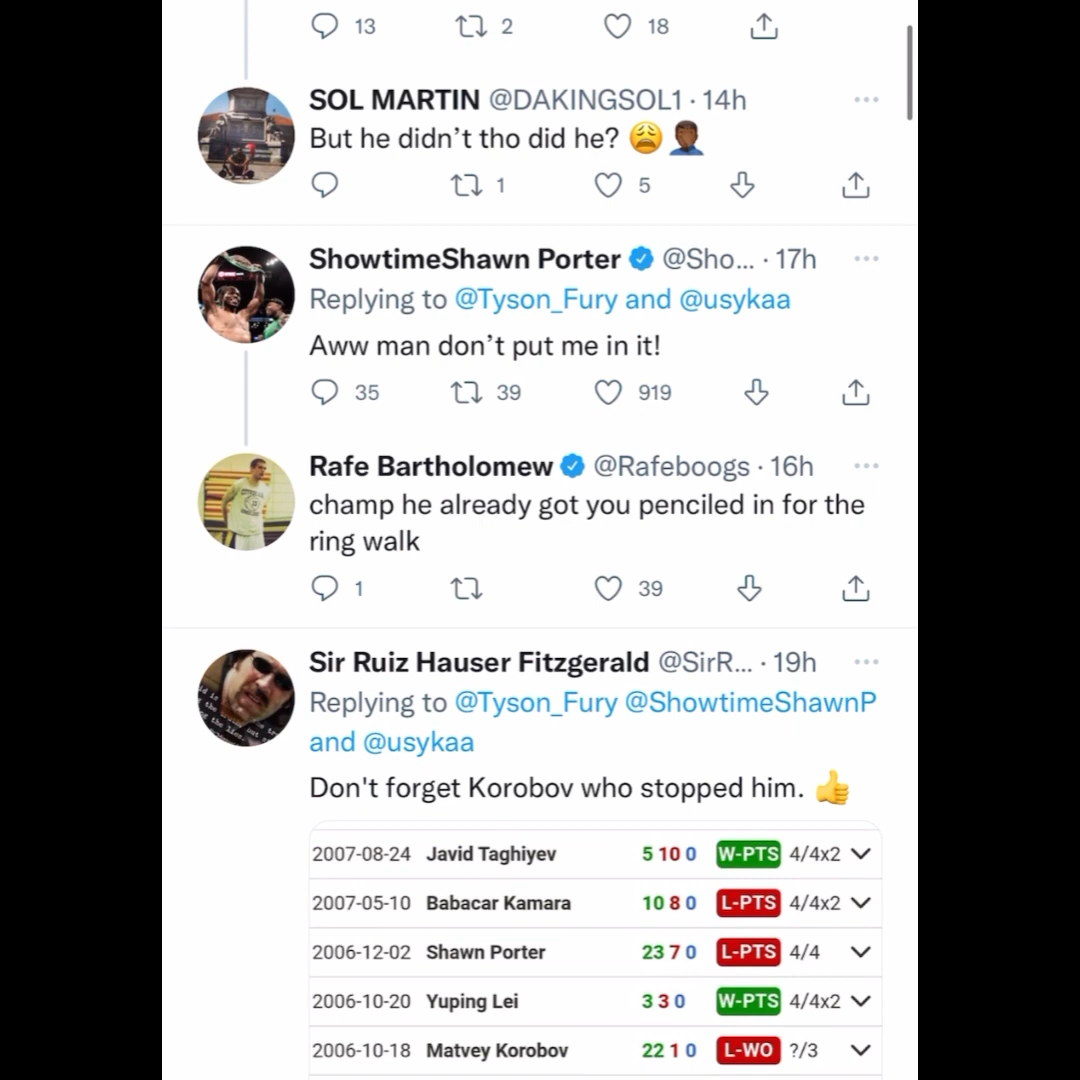 13 2 18
SOL MARTIN @DAKINGSOL1 · 14h
But he didn’t tho did he? 😩 🤦🏾‍♂️
1 5
ShowtimeShawn Porter @Sho... · 17h
Replying to @Tyson_Fury and @usykaa
Aww man don’t put me in it!
35 39 919
Rafe Bartholomew @Rafeboogs · 16h
champ he already got you penciled in for the
ring walk
1 39
Sir Ruiz Hauser Fitzgerald @SirR... · 19h
Replying to @Tyson_Fury @ShowtimeShawnP
and @usykaa
Don't forget Korobov who stopped him. 👍
2007-08-24 Javid Taghiyev 5 10 0 W-PTS 4/4x2
2007-05-10 Babacar Kamara 10 8 0 L-PTS 4/4x2
2006-12-02 Shawn Porter 23 7 0 L-PTS 4/4
2006-10-20 Yuping Lei 3 3 0 W-PTS 4/4x2
2006-10-18 Matvey Korobov 22 1 0 L-WO ?/3